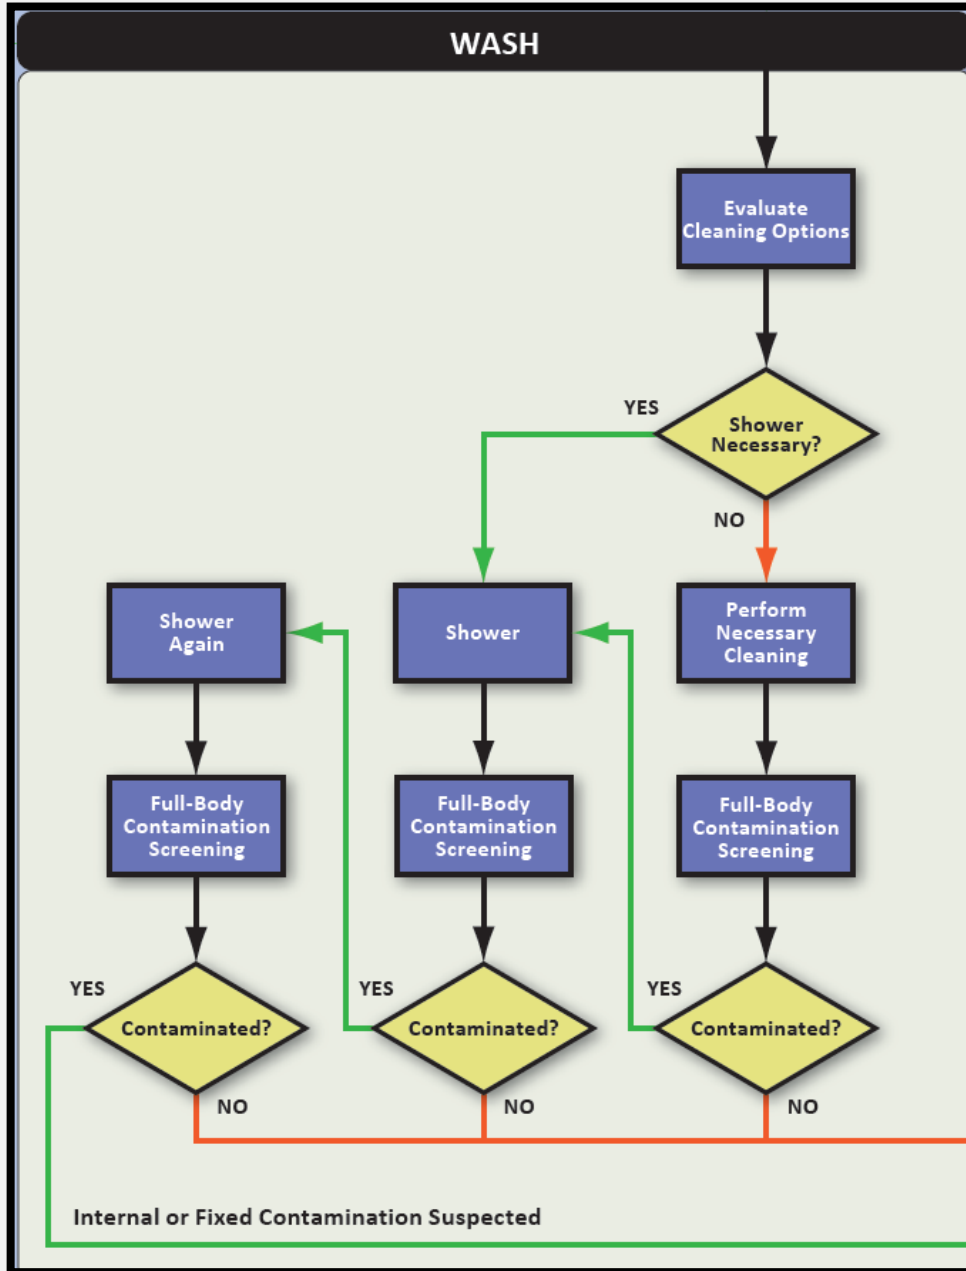 WASH
Evaluate
Cleaning Options
YES
Shower
Necessary?
NO
Shower
Again
Shower
Perform
Necessary
Cleaning
Full-Body
Contamination
Screening
Full-Body
Contamination
Screening
Full-Body
Contamination
Screening
YES
Contaminated?
NO
YES
Contaminated?
NO
YES
Contaminated?
NO
Internal or Fixed Contamination Suspected